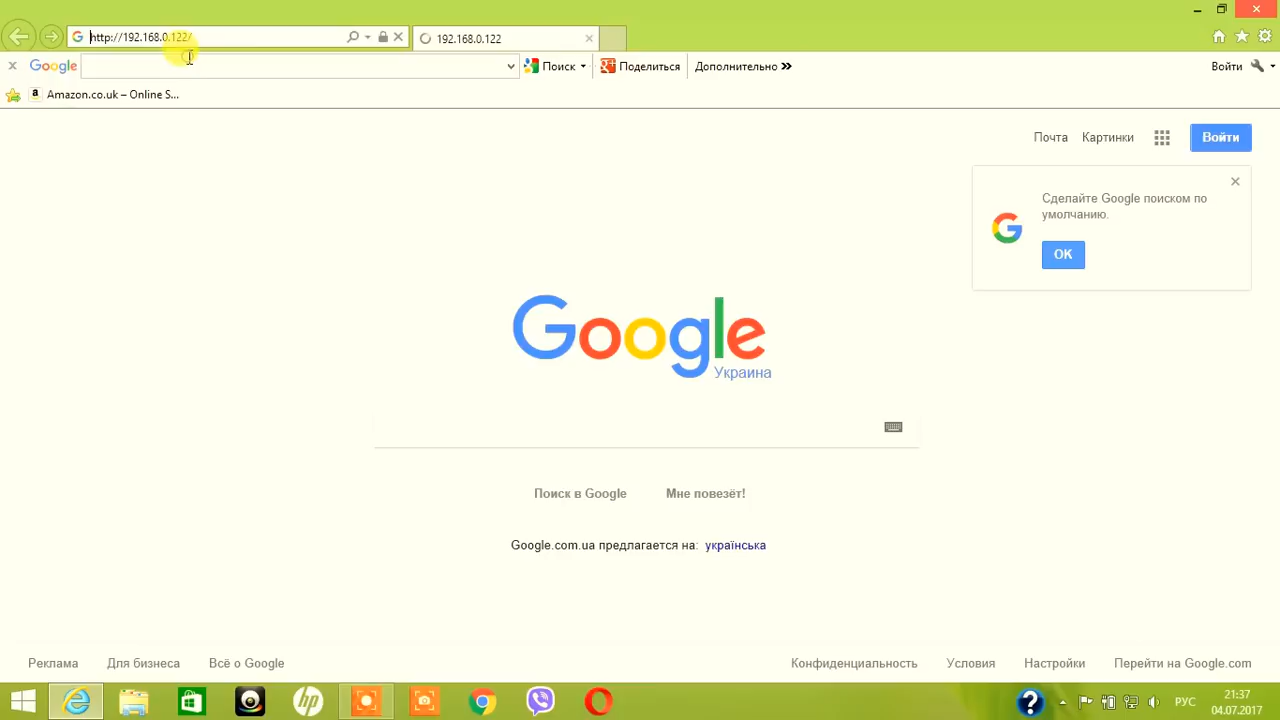 http://192.168.0.122/
192.168.0.122
Google
Поиск
Поделиться
Дополнительно »
Войти
Amazon.co.uk – Online S...
Почта
Картинки
Войти
Сделайте Google поиском по
умолчанию.
ОК
Google
Украина
Поиск в Google
Мне повезёт!
Google.com.ua предлагается на: українська
Реклама
Для бизнеса
Всё о Google
Конфиденциальность
Условия
Настройки
Перейти на Google.com
hp
РУС
21:37
04.07.2017